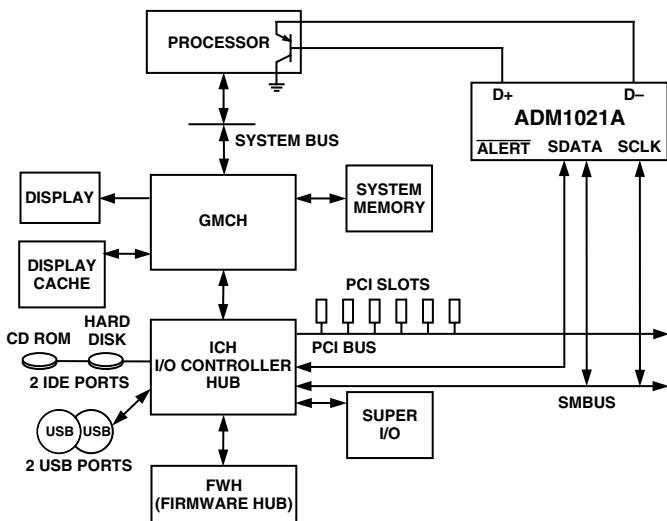 PROCESSOR
D+
D–
ADM1021A
ALERT
SDATA
SCLK
SYSTEM BUS
DISPLAY
GMCH
SYSTEM
MEMORY
DISPLAY
CACHE
PCI SLOTS
CD ROM
HARD
DISK
ICH
I/O CONTROLLER
HUB
PCI BUS
2 IDE PORTS
SMBUS
USB
USB
SUPER
I/O
2 USB PORTS
FWH
(FIRMWARE HUB)